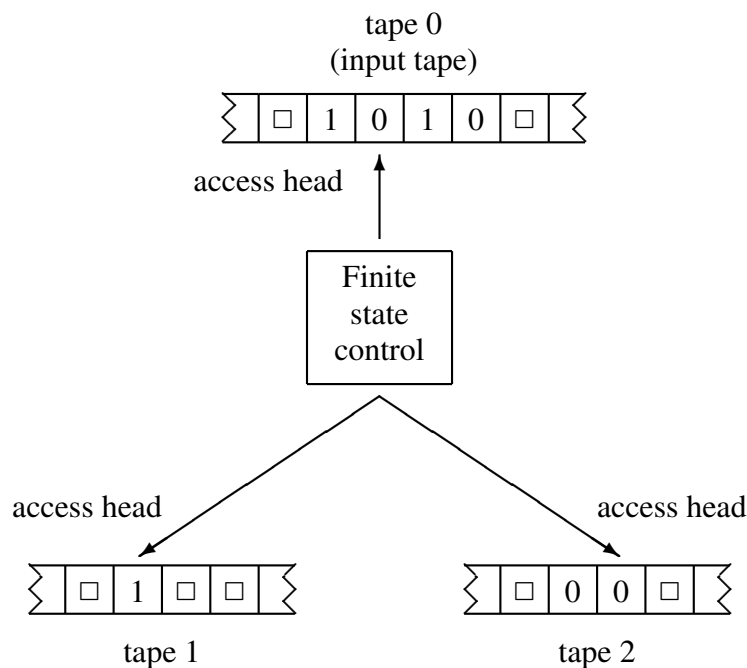 tape 0
(input tape)
□ 1 0 1 0 □
access head
Finite
state
control
access head
access head
□ 1 □ □
□ 0 0 □
tape 1
tape 2